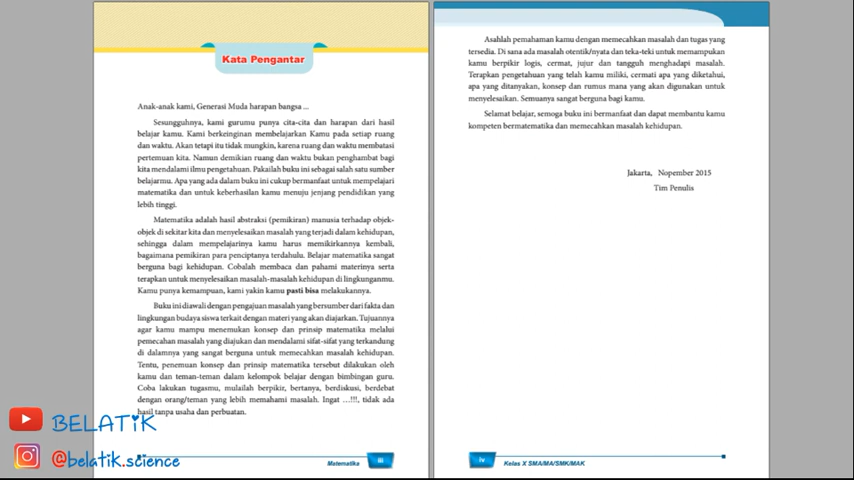 Kata Pengantar
Anak-anak kami, Generasi Muda harapan bangsa ...
Sesungguhnya, kami gurumu punya cita-cita dan harapan dari hasil
belajar kamu. Kami berkeinginan membelajarkan Kamu pada setiap ruang
dan waktu. Akan tetapi itu tidak mungkin, karena ruang dan waktu membatasi
pertemuan kita. Namun demikian ruang dan waktu bukan penghambat bagi
kita mendalami ilmu pengetahuan. Pakailah buku ini sebagai salah satu sumber
belajarmu. Apa yang ada dalam buku ini cukup bermanfaat untuk mempelajari
matematika dan untuk keberhasilan kamu menuju jenjang pendidikan yang
lebih tinggi.
Matematika adalah hasil abstraksi (pemikiran) manusia terhadap objek-
objek di sekitar kita dan menyelesaikan masalah yang terjadi dalam kehidupan,
sehingga dalam mempelajarinya kamu harus memikirkannya kembali,
bagaimana pemikiran para penciptanya terdahulu. Belajar matematika sangat
berguna bagi kehidupan. Cobalah membaca dan pahami materinya serta
terapkan untuk menyelesaikan masalah-masalah kehidupan di lingkunganmu.
Kamu punya kemampuan, kami yakin kamu pasti bisa melakukannya.
Buku ini diawali dengan pengajuan masalah yang bersumber dari fakta dan
lingkungan budaya siswa terkait dengan materi yang akan diajarkan. Tujuannya
agar kamu mampu menemukan konsep dan prinsip matematika melalui
pemecahan masalah yang diajukan dan mendalami sifat-sifat yang terkandung
di dalamnya yang sangat berguna untuk memecahkan masalah kehidupan.
Tentu, penemuan konsep dan prinsip matematika tersebut dilakukan oleh
kamu dan teman-teman dalam kelompok belajar dengan bimbingan guru.
Coba lakukan tugasmu, mulailah berpikir, bertanya, berdiskusi, berdebat
dengan orang/teman yang lebih memahami masalah. Ingat ...!!!, tidak ada
hasil tanpa usaha dan perbuatan.
Matematika
iii
Asahlah pemahaman kamu dengan memecahkan masalah dan tugas yang
tersedia. Di sana ada masalah otentik/nyata dan teka-teki untuk memampukan
kamu berpikir logis, cermat, jujur dan tangguh menghadapi masalah.
Terapkan pengetahuan yang telah kamu miliki, cermati apa yang diketahui,
apa yang ditanyakan, konsep dan rumus mana yang akan digunakan untuk
menyelesaikan. Semuanya sangat berguna bagi kamu.
Selamat belajar, semoga buku ini bermanfaat dan dapat membantu kamu
kompeten bermatematika dan memecahkan masalah kehidupan.
Jakarta, Nopember 2015
Tim Penulis
iv
Kelas X SMA/MA/SMK/MAK
BELATIK
@belatik.science